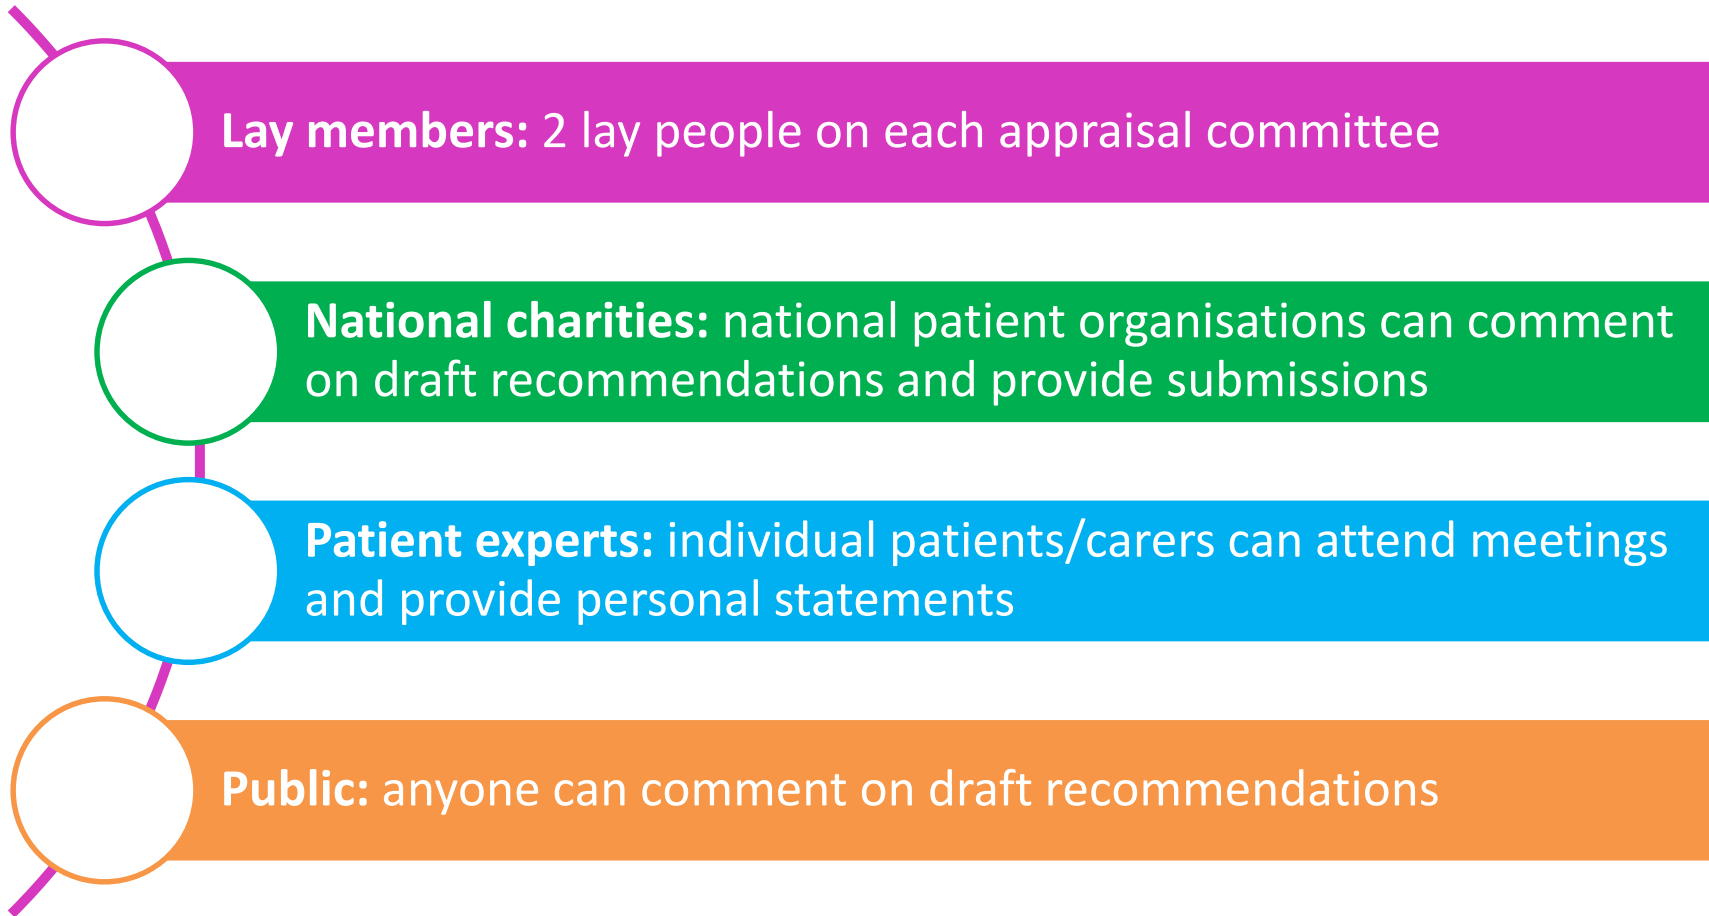 Lay members: 2 lay people on each appraisal committee
National charities: national patient organisations can comment
on draft recommendations and provide submissions
Patient experts: individual patients/carers can attend meetings
and provide personal statements
Public: anyone can comment on draft recommendations